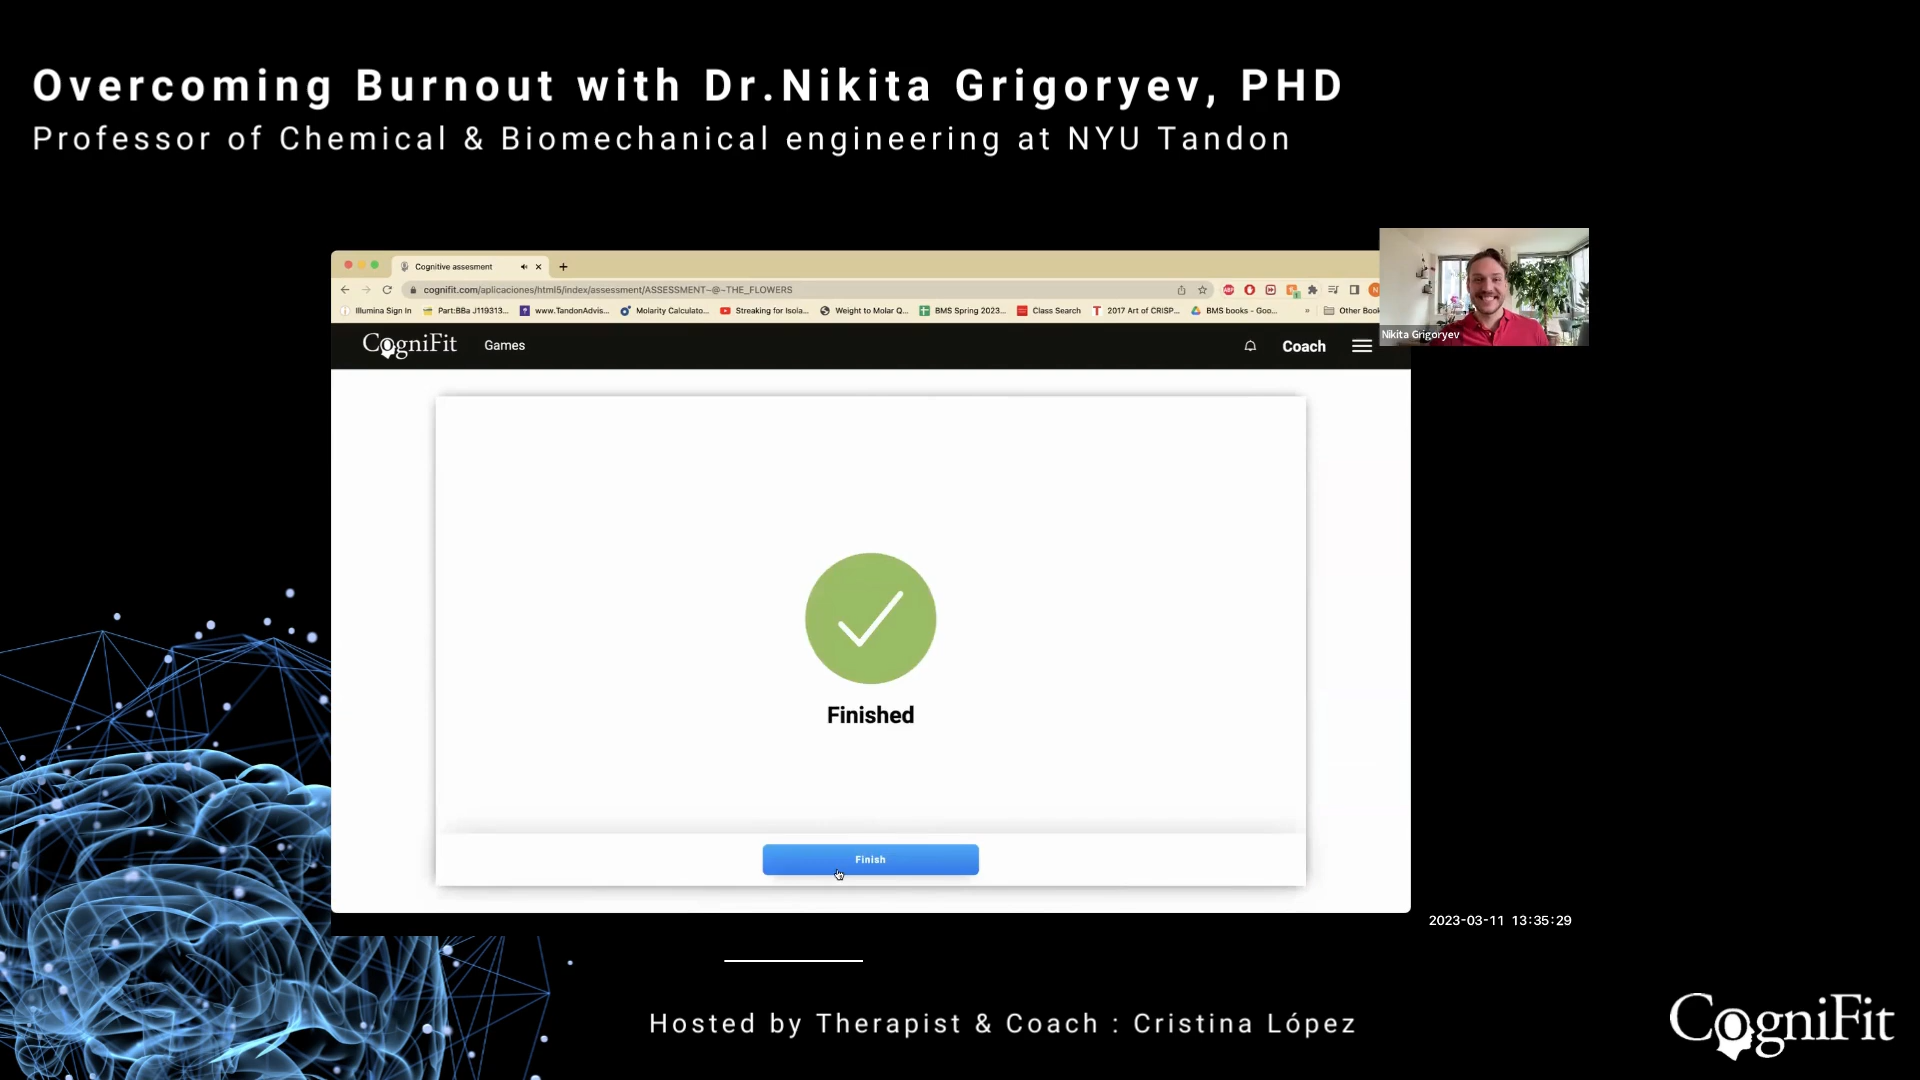 Overcoming Burnout with Dr.Nikita Grigoryev, PHD
Professor of Chemical & Biomechanical engineering at NYU Tandon
Cognitive assesment
cognifit.com/aplicaciones/html5/index/assessment/ASSESSMENT~@~THE_FLOWERS
Illumina Sign In Part:BBa J119313... www.TandonAdvis... Molarity Calculato... Streaking for Isola... Weight to Molar Q... BMS Spring 2023... Class Search 2017 Art of CRISP... BMS books - Goo... » Other Book
Nikita Grigoryev
CogniFit Games Coach
Finished
Finish
2023-03-11 13:35:29
Hosted by Therapist & Coach : Cristina López
CogniFit